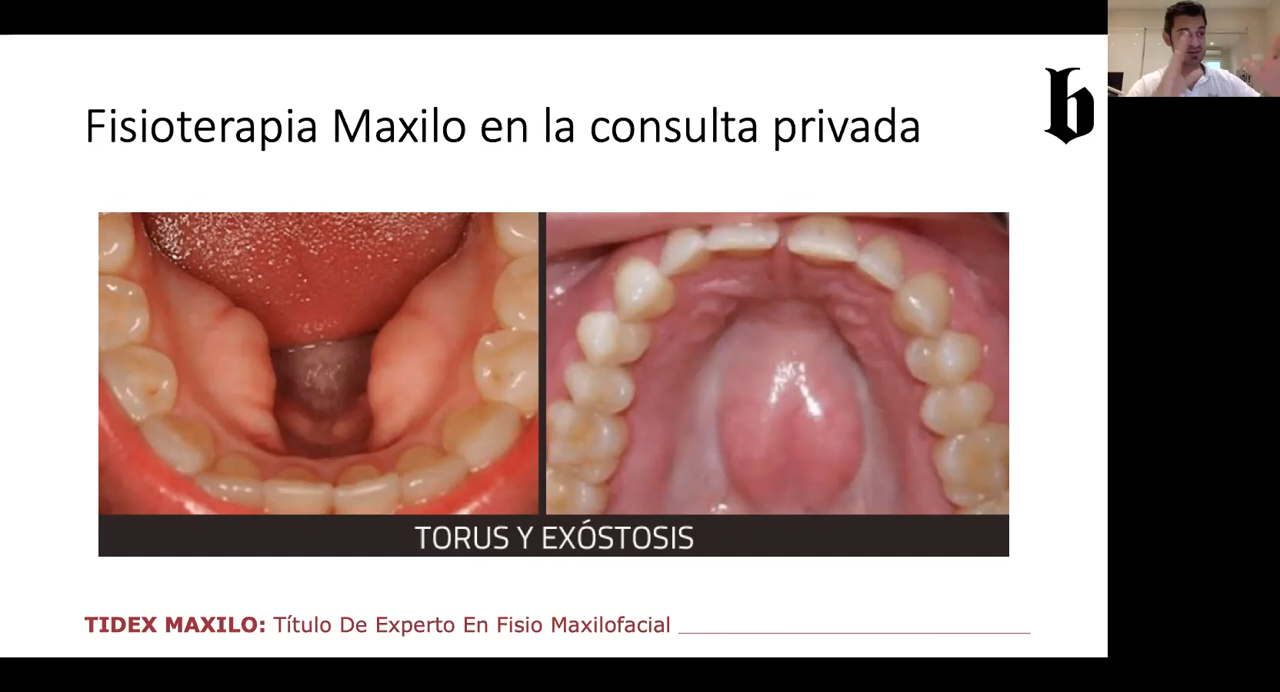 Fisioterapia Maxilo en la consulta privada
b
TORUS Y EXÓSTOSIS
TIDEX MAXILO: Título De Experto En Fisio Maxilofacial